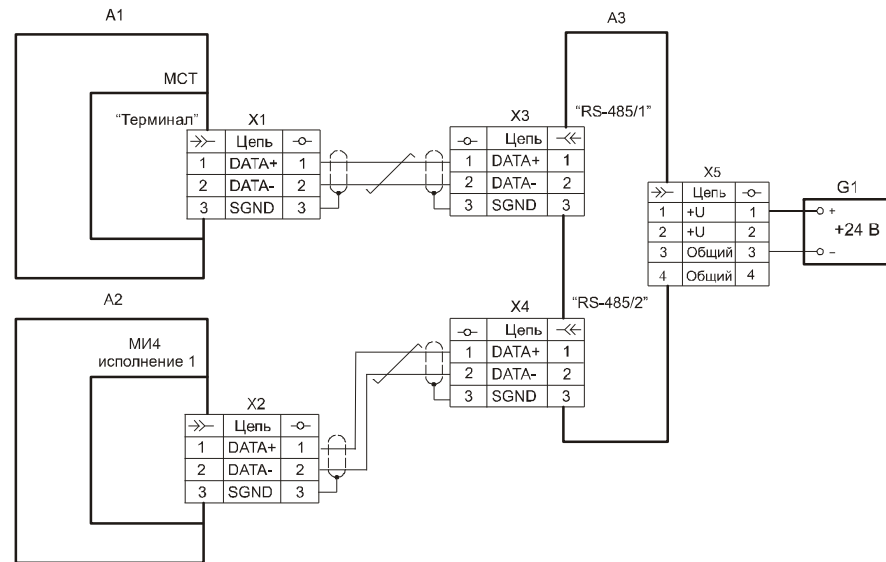 A1
A3
МСТ
"Терминал"
X1
Цепь
1 DATA+ 1
2 DATA- 2
3 SGND 3
X3
"RS-485/1"
Цепь
1 DATA+ 1
2 DATA- 2
3 SGND 3
X5
Цепь
1 +U 1
2 +U 2
3 Общий 3
4 Общий 4
G1
+
+24 В
–
A2
МИ4
исполнение 1
X4
"RS-485/2"
Цепь
1 DATA+ 1
2 DATA- 2
3 SGND 3
X2
Цепь
1 DATA+ 1
2 DATA- 2
3 SGND 3